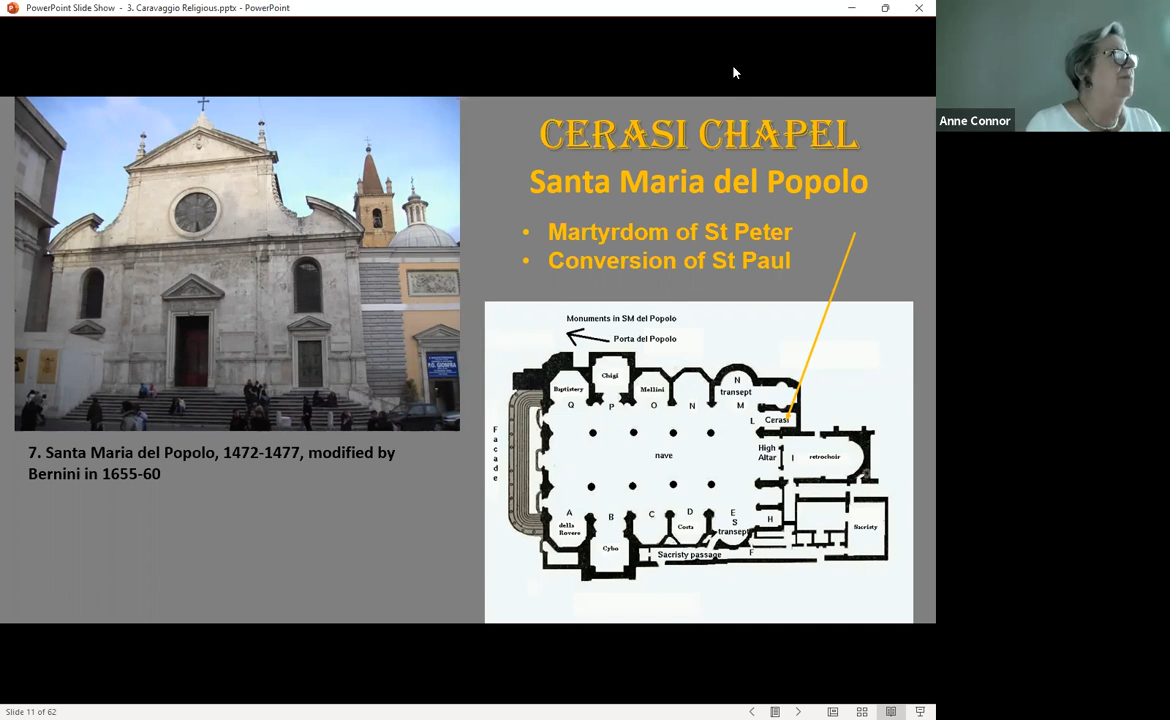 PowerPoint Slide Show - 3. Caravaggio Religious.pptx - PowerPoint
Anne Connor
CERASI CHAPEL
Santa Maria del Popolo
• Martyrdom of St Peter
• Conversion of St Paul
7. Santa Maria del Popolo, 1472-1477, modified by
Bernini in 1655-60
Monuments in SM del Popolo
Porta del Popolo
Baptistery
Chigi
Mellini
N
transept
Q
P
O
N
M
L
Cerasi
Facade
nave
High
Altar
I
retrochoir
A
B
C
D
E
S
transept
H
della
Rovere
Cybo
Costa
Sacristy passage
F
Sacristy
Slide 11 of 62